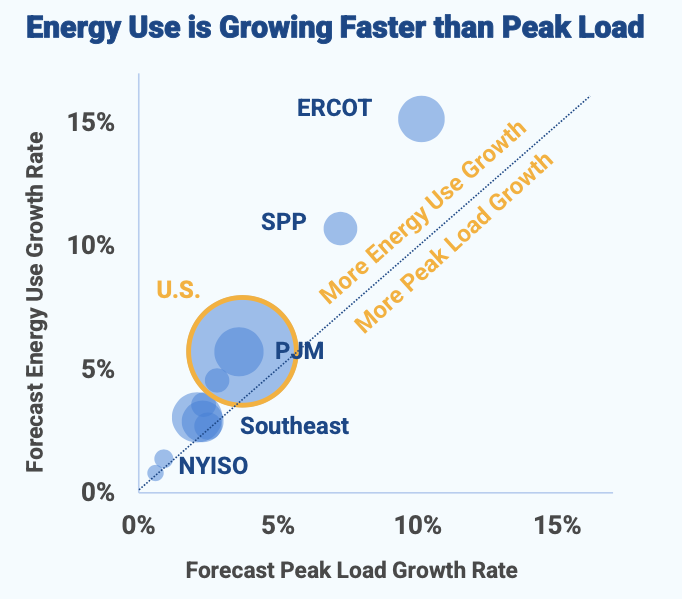 Energy Use is Growing Faster than Peak Load
Forecast Energy Use Growth Rate
15%
10%
5%
0%
ERCOT
SPP
U.S.
PJM
Southeast
NYISO
More Energy Use Growth
More Peak Load Growth
0%
5%
10%
15%
Forecast Peak Load Growth Rate